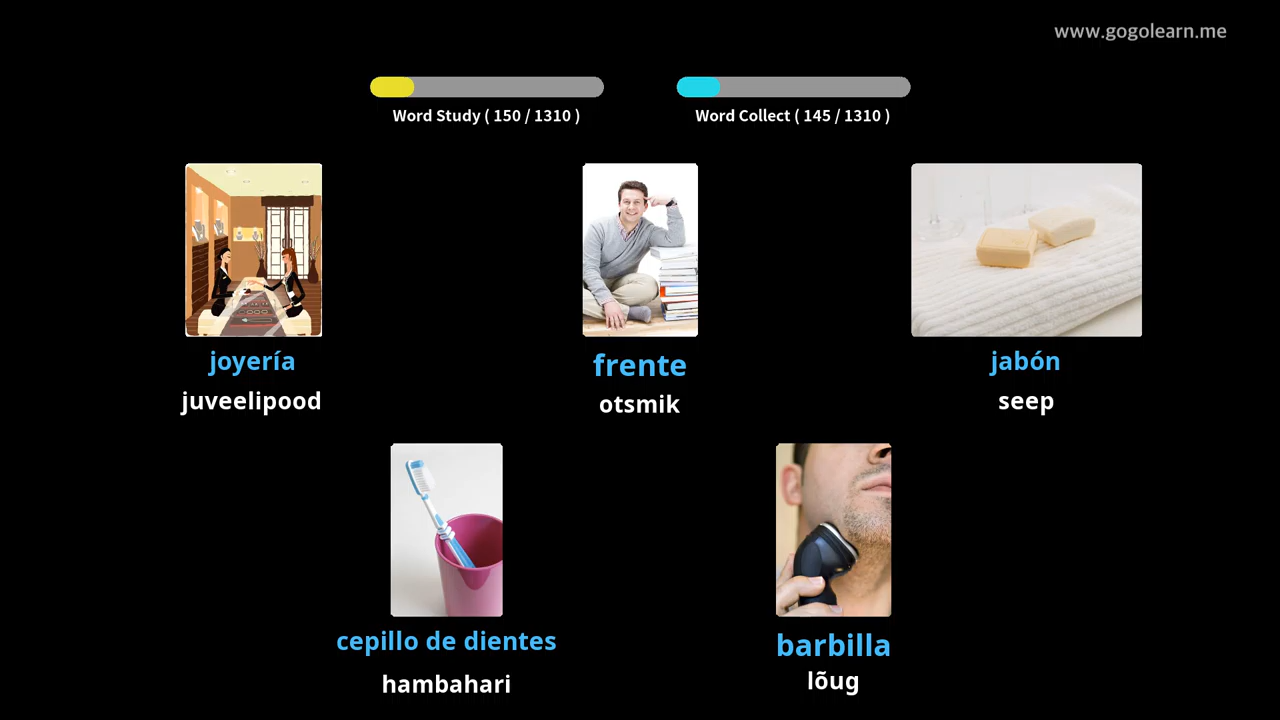 www.gogolearn.me
Word Study ( 150 / 1310 )
Word Collect ( 145 / 1310 )
joyería
frente
jabón
juveelipood
otsmik
seep
cepillo de dientes
barbilla
hambahari
lõug